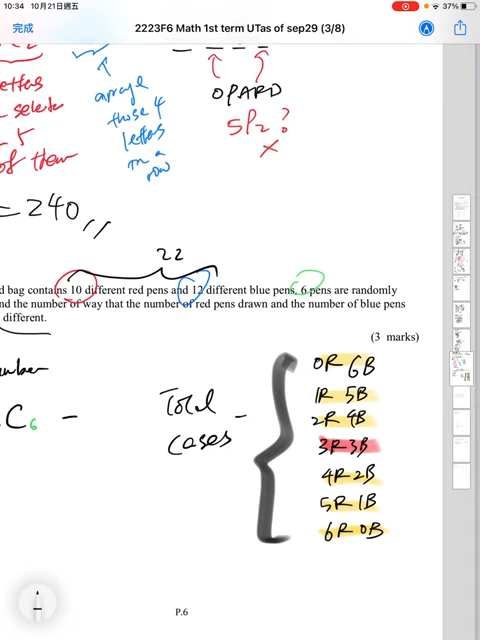 10:34 10月21日週五
37%
完成
2223F6 Math 1st term UTas of sep29 (3/8)
etters
selecte
5
of them
arrange
those 4
letters
in a
row
OPARD
5P2 ?
×
= 240 ,,
22
d bag contains 10 different red pens and 12 different blue pens. 6 pens are randomly
nd the number of way that the number of red pens drawn and the number of blue pens
different.
(3 marks)
number
C6 −
Total
cases −
0R 6B
1R 5B
2R 4B
3R 3B
4R 2B
5R 1B
6R 0B
P.6